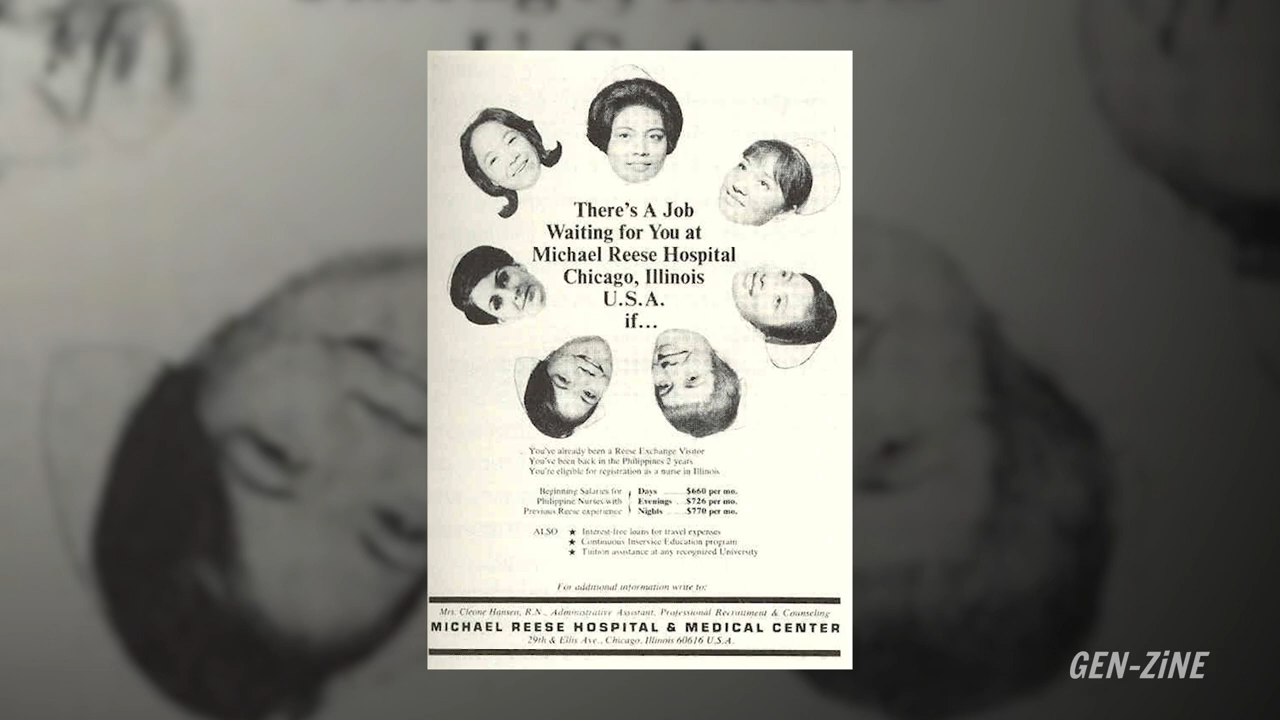 There's A Job
Waiting for You at
Michael Reese Hospital
Chicago, Illinois
U.S.A.
if...
You've already been a Reese Exchange Visitor
You've been back in the Philippines 2 years
You're eligible for registration as a nurse in Illinois
Beginning Salaries for
Philippine Nurses with
Previous Reese experience
Days ........ $660 per mo.
Evenings .... $726 per mo.
Nights ...... $770 per mo.
ALSO ★ Interest-free loans for travel expenses
★ Continuous Inservice Education program
★ Tuition assistance at any recognized University
For additional information write to:
Mrs. Cleone Hansen, R.N., Administrative Assistant, Professional Recruitment & Counseling
MICHAEL REESE HOSPITAL & MEDICAL CENTER
29th & Ellis Ave., Chicago, Illinois 60616 U.S.A.
GEN-ZiNE